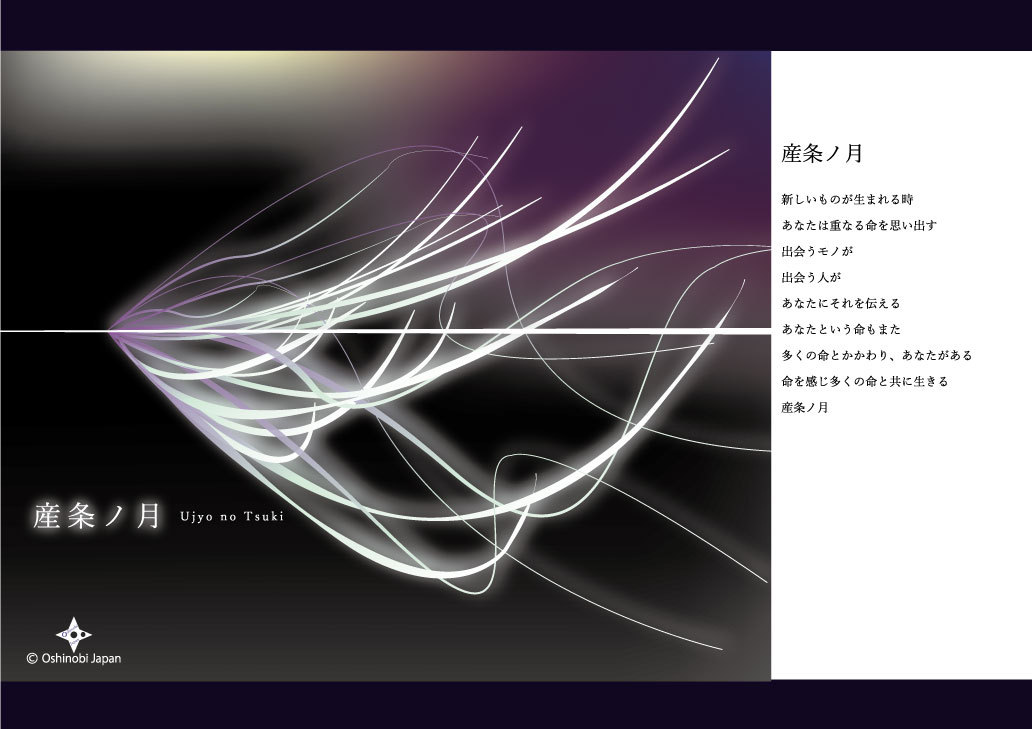 産条ノ月 Ujyo no Tsuki
© Oshinobi Japan
産条ノ月
新しいものが生まれる時
あなたは重なる命を思い出す
出会うモノが
出会う人が
あなたにそれを伝える
あなたという命もまた
多くの命とかかわり、あなたがある
命を感じ多くの命と共に生きる
産条ノ月